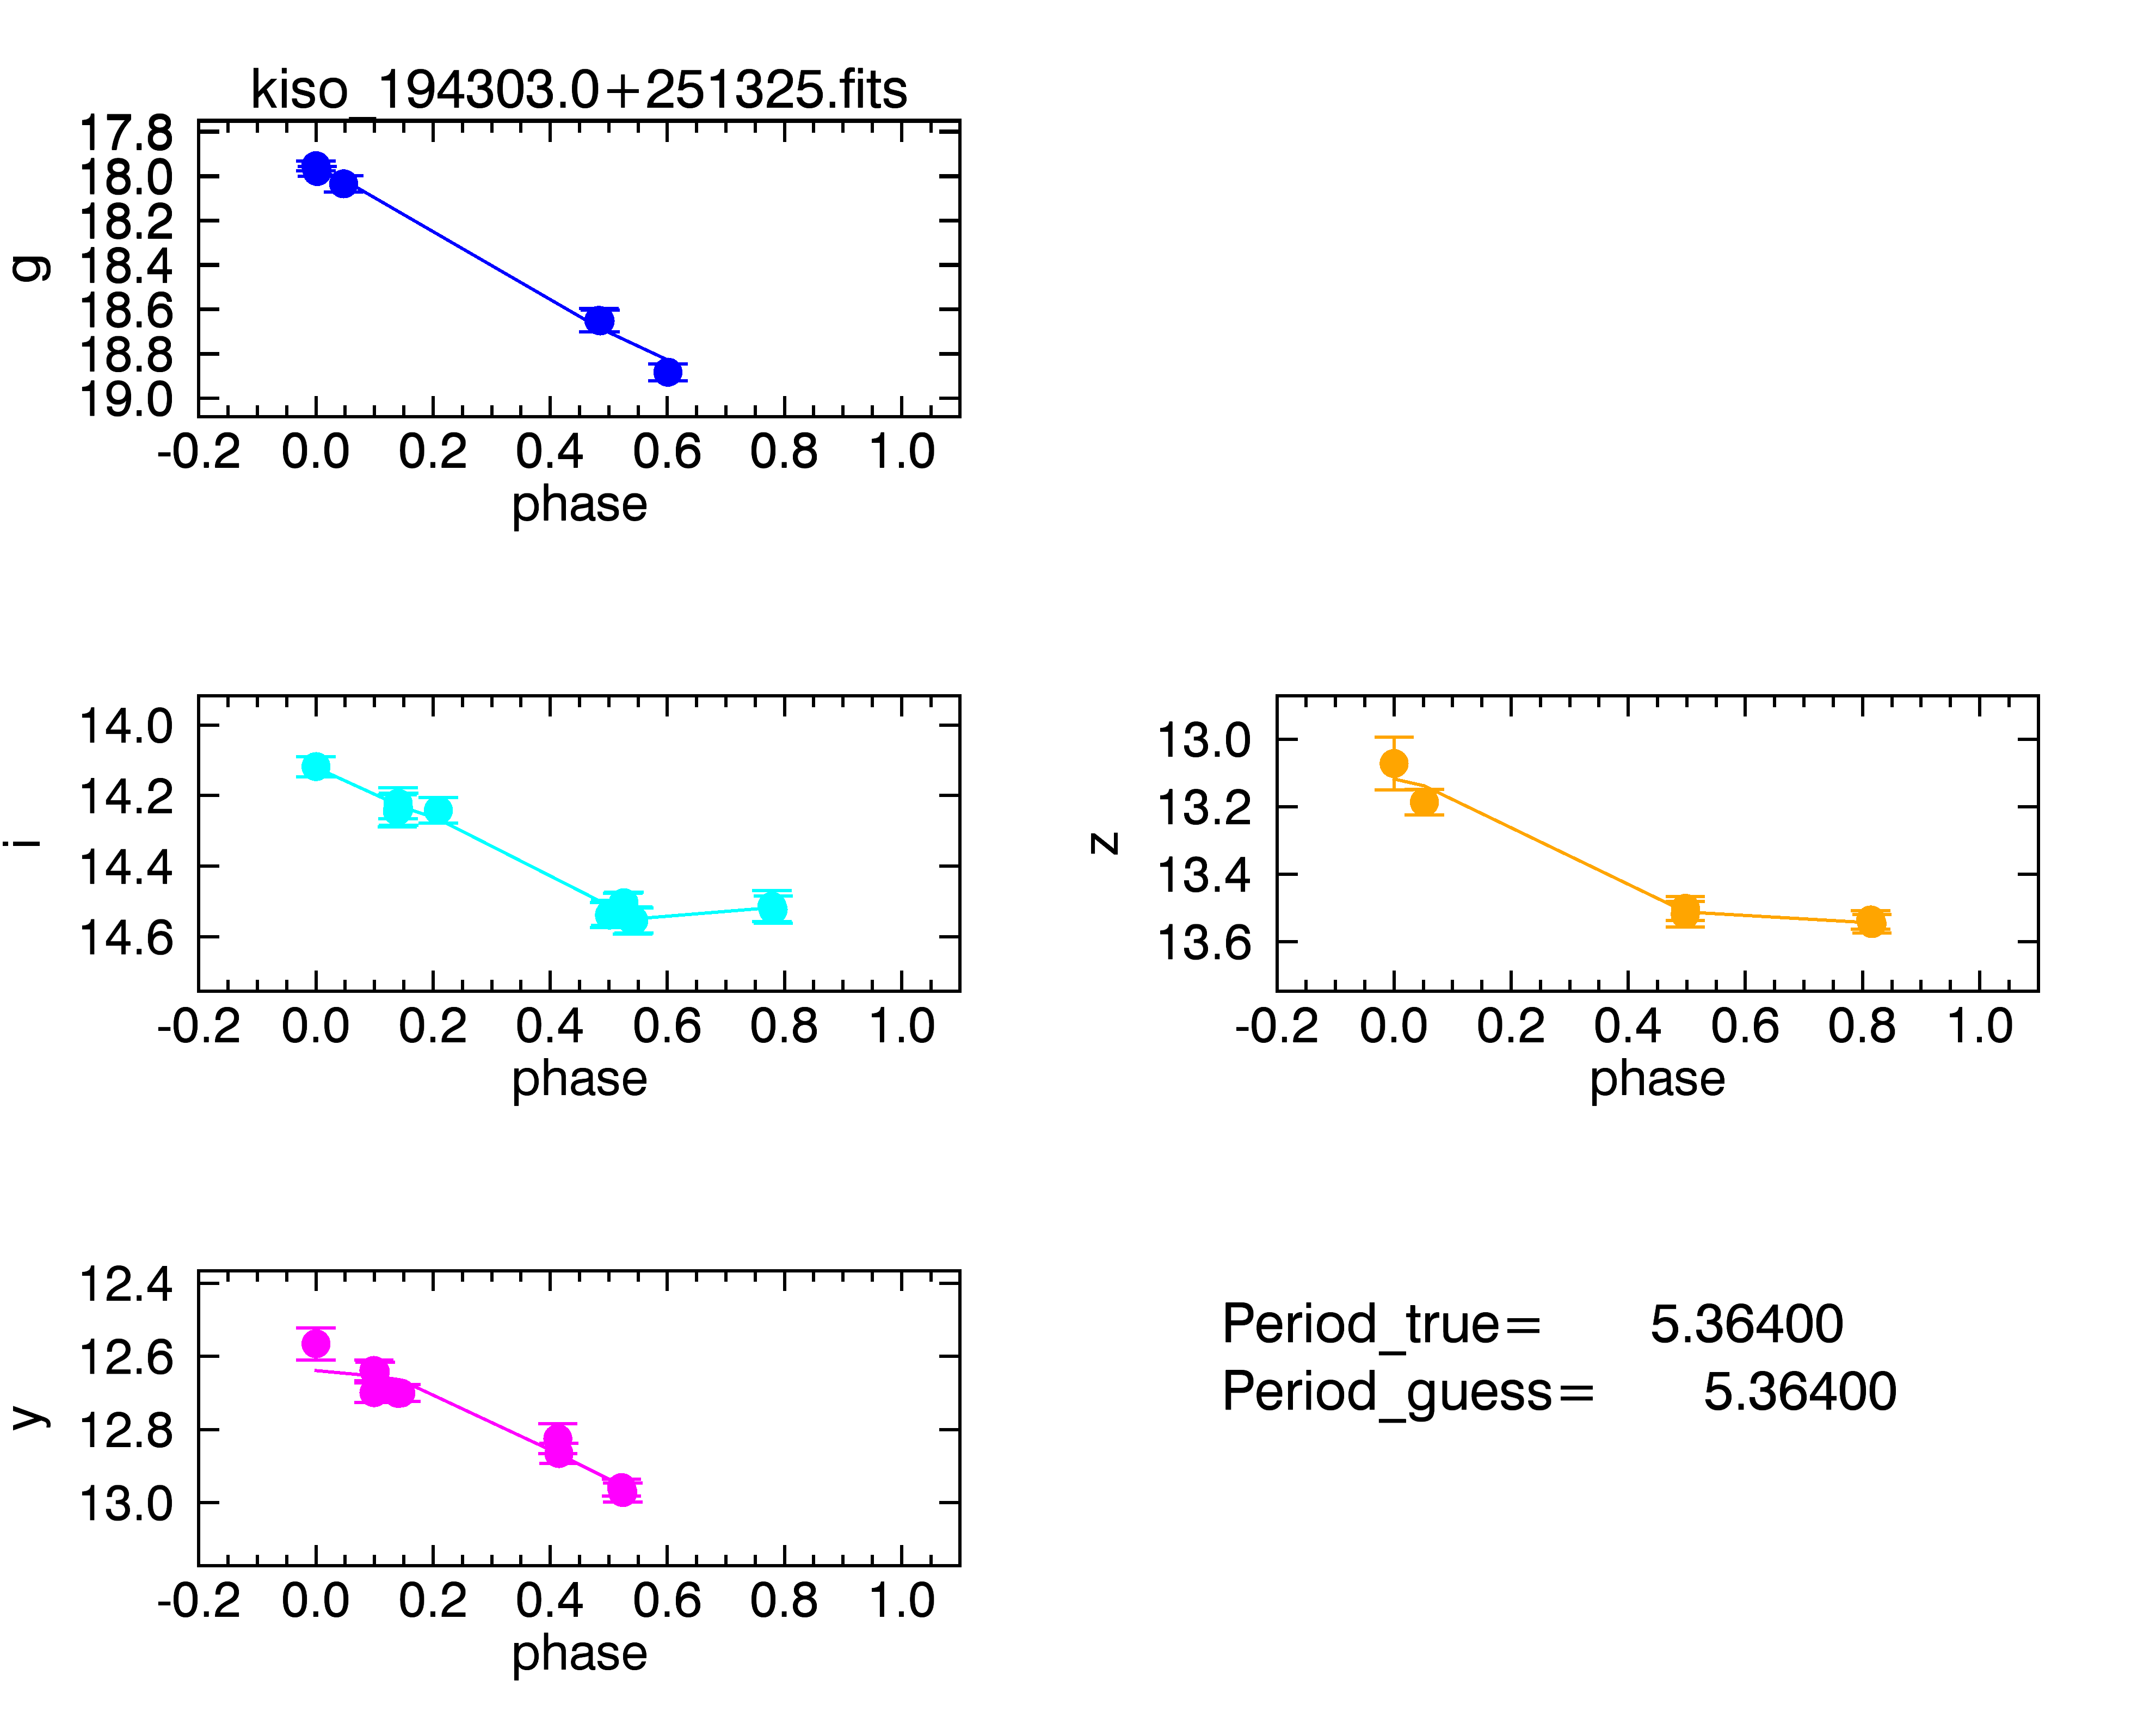 kiso_194303.0+251325.fits
17.8
18.0
18.2
18.4
18.6
18.8
19.0
g
-0.2 0.0 0.2 0.4 0.6 0.8 1.0
phase
14.0
14.2
14.4
14.6
i
-0.2 0.0 0.2 0.4 0.6 0.8 1.0
phase
13.0
13.2
13.4
13.6
z
-0.2 0.0 0.2 0.4 0.6 0.8 1.0
phase
12.4
12.6
12.8
13.0
y
-0.2 0.0 0.2 0.4 0.6 0.8 1.0
phase
Period_true= 5.36400
Period_guess= 5.36400